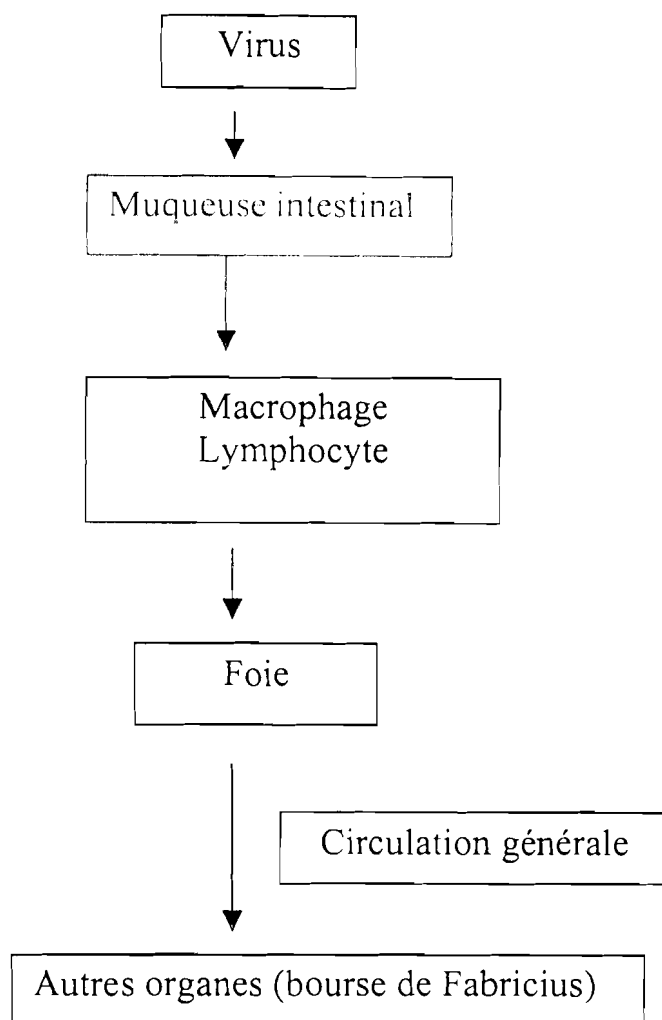 Virus
Muqueuse intestinal
Macrophage
Lymphocyte
Foie
Circulation générale
Autres organes (bourse de Fabricius)